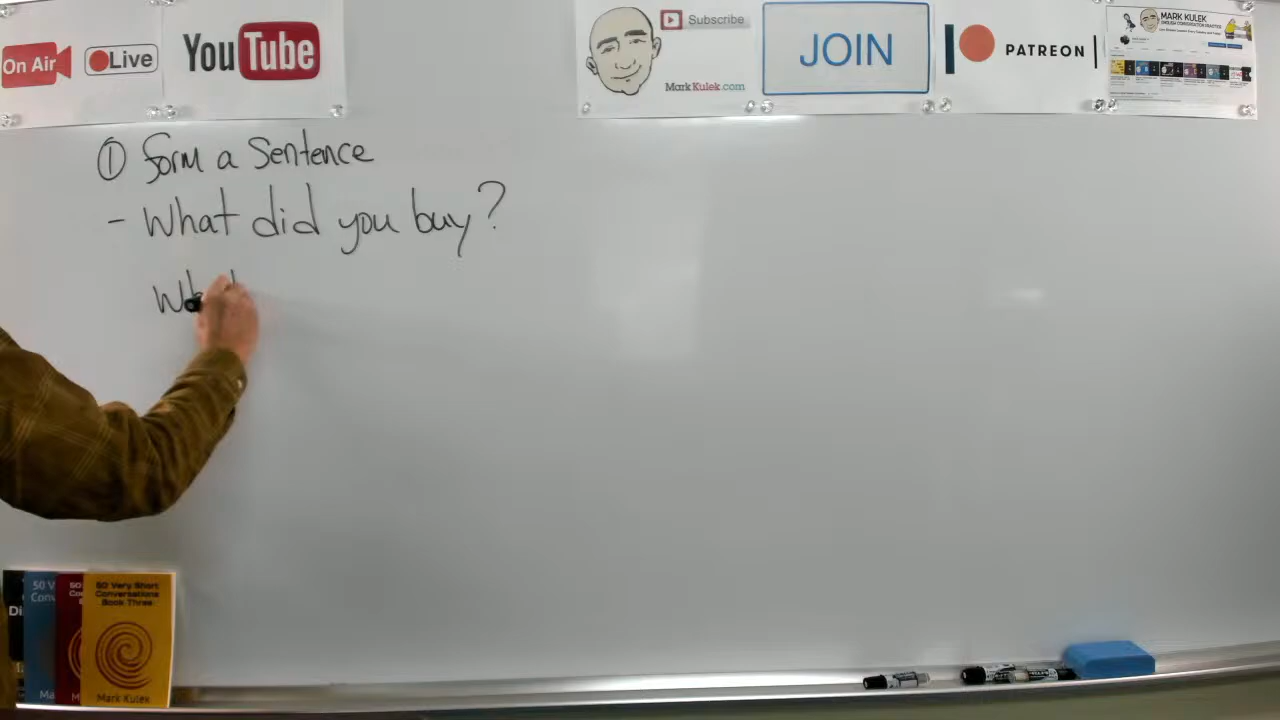 On Air
Live
YouTube
Subscribe
MarkKulek.com
JOIN
PATREON
MARK KULEK
① form a Sentence
- What did you buy?
50 Very Short
Conversations
Book Three
Mark Kulek